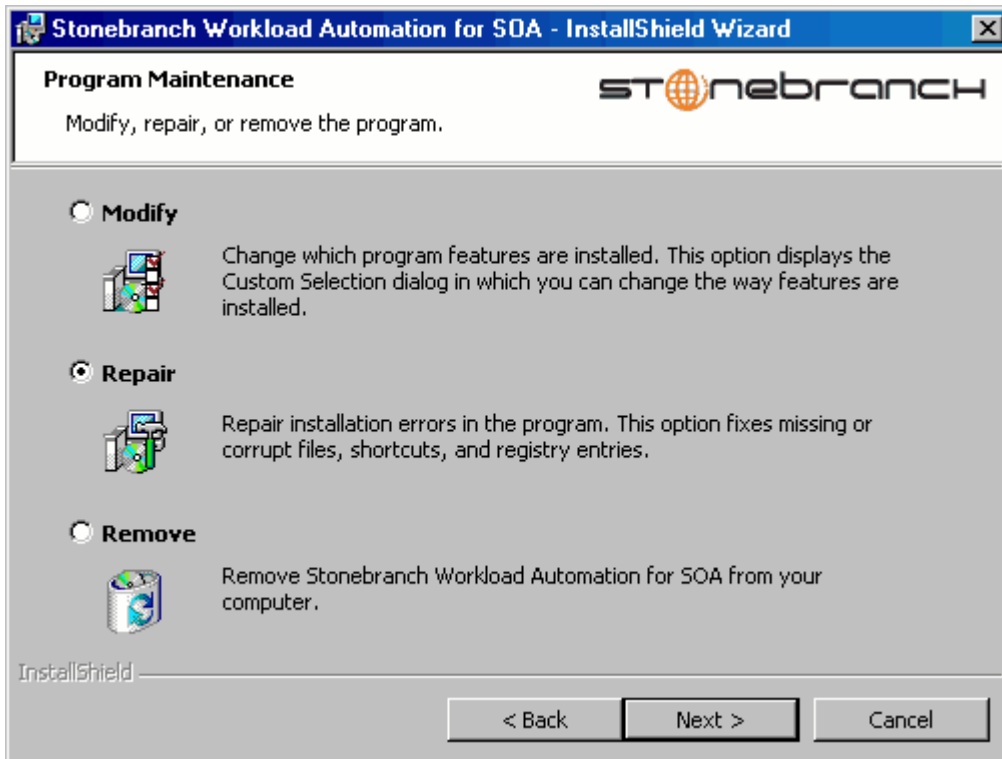 Stonebranch Workload Automation for SOA - InstallShield Wizard
Program Maintenance
STONEBRANCH
Modify, repair, or remove the program.
Modify
Change which program features are installed. This option displays the
Custom Selection dialog in which you can change the way features are
installed.
Repair
Repair installation errors in the program. This option fixes missing or
corrupt files, shortcuts, and registry entries.
Remove
Remove Stonebranch Workload Automation for SOA from your
computer.
InstallShield
< Back
Next >
Cancel